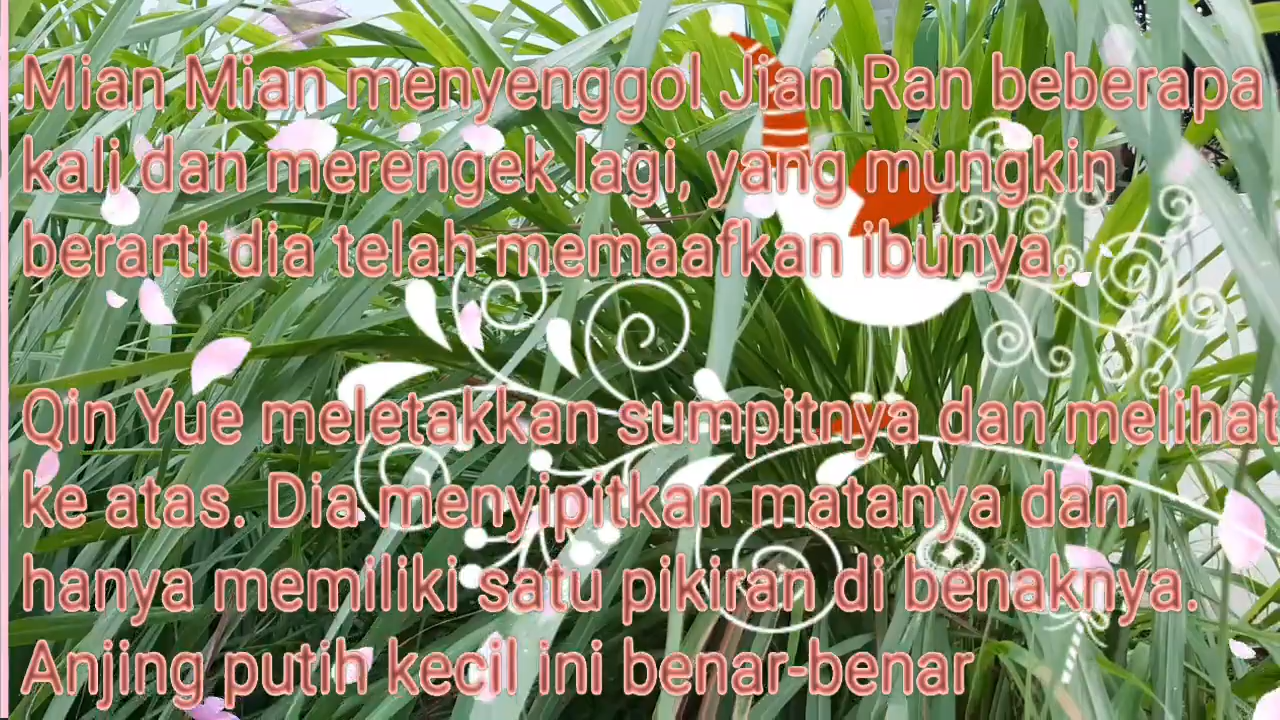 Mian Mian menyenggol Jian Ran beberapa
kali dan merengek lagi, yang mungkin
berarti dia telah memaafkan ibunya.
Qin Yue meletakkan sumpitnya dan melihat
ke atas. Dia menyipitkan matanya dan
hanya memiliki satu pikiran di benaknya.
Anjing putih kecil ini benar-benar